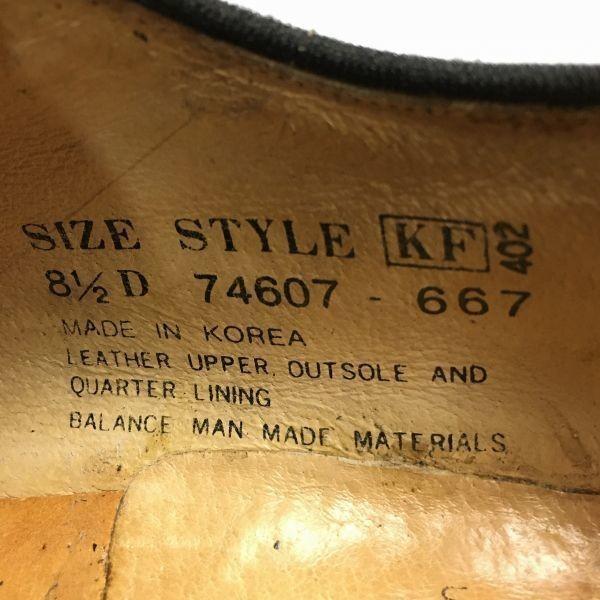 SIZE STYLE KF 402
8½ D 74607 - 667
MADE IN KOREA
LEATHER UPPER, OUTSOLE AND
QUARTER LINING
BALANCE MAN MADE MATERIALS